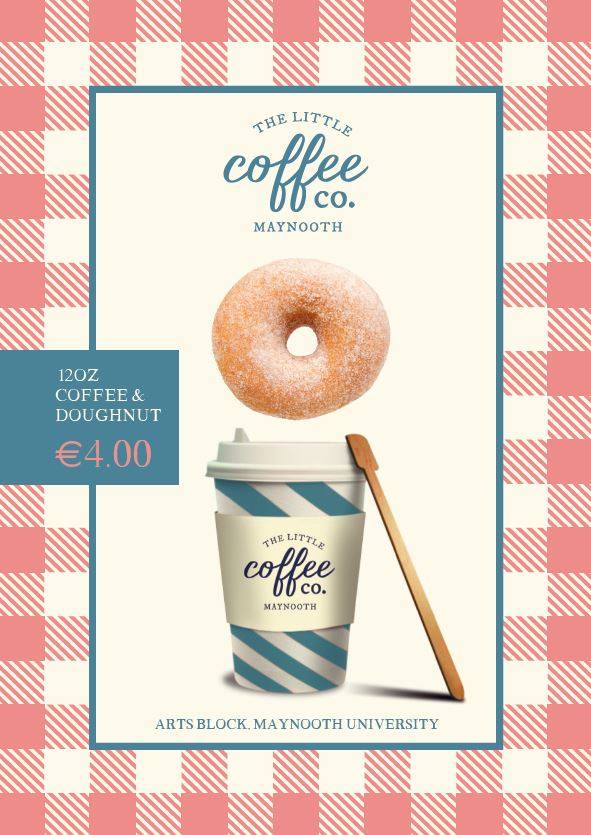 THE LITTLE
coffee
co.
MAYNOOTH
12OZ
COFFEE &
DOUGHNUT
€4.00
THE LITTLE
coffee
co.
MAYNOOTH
ARTS BLOCK, MAYNOOTH UNIVERSITY